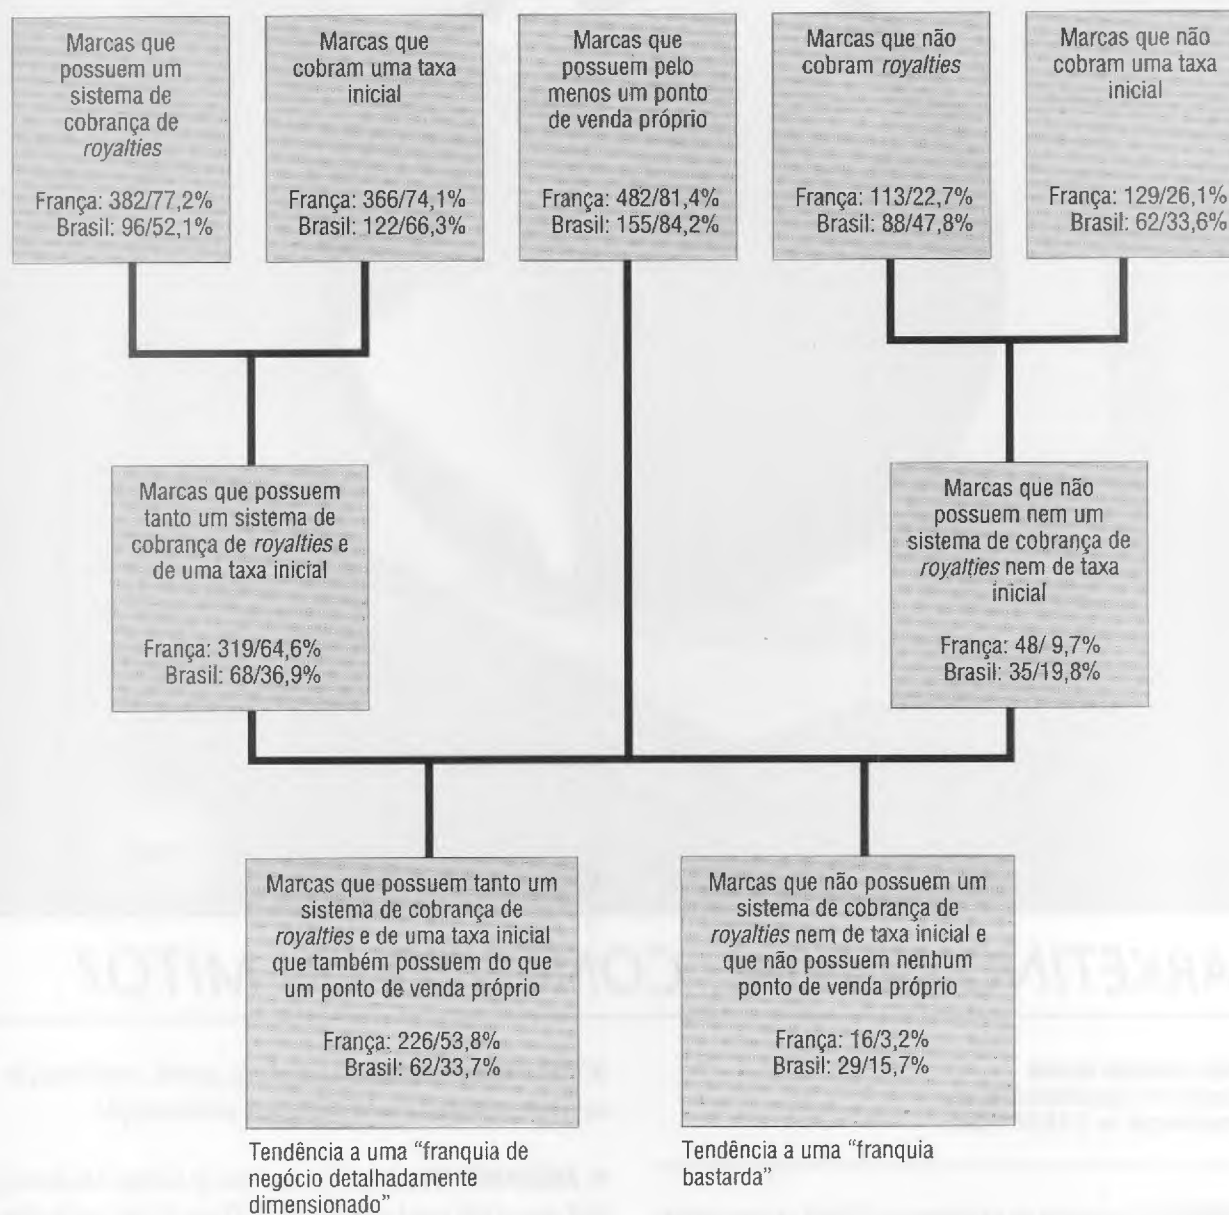 Marcas que
possuem um
sistema de
cobrança de
royalties
França: 382/77,2%
Brasil: 96/52,1%
Marcas que
cobram uma taxa
inicial
França: 366/74,1%
Brasil: 122/66,3%
Marcas que
possuem pelo
menos um ponto
de venda próprio
França: 482/81,4%
Brasil: 155/84,2%
Marcas que não
cobram royalties
França: 113/22,7%
Brasil: 88/47,8%
Marcas que não
cobram uma taxa
inicial
França: 129/26,1%
Brasil: 62/33,6%
Marcas que possuem
tanto um sistema de
cobrança de royalties e
de uma taxa inicial
França: 319/64,6%
Brasil: 68/36,9%
Marcas que não
possuem nem um
sistema de cobrança de
royalties nem de taxa
inicial
França: 48/ 9,7%
Brasil: 35/19,8%
Marcas que possuem tanto um
sistema de cobrança de
royalties e de uma taxa inicial
que também possuem do que
um ponto de venda próprio
França: 226/53,8%
Brasil: 62/33,7%
Marcas que não possuem um
sistema de cobrança de
royalties nem de taxa inicial e
que não possuem nenhum
ponto de venda próprio
França: 16/3,2%
Brasil: 29/15,7%
Tendência a uma "franquia de
negócio detalhadamente
dimensionado"
Tendência a uma "franquia
bastarda"